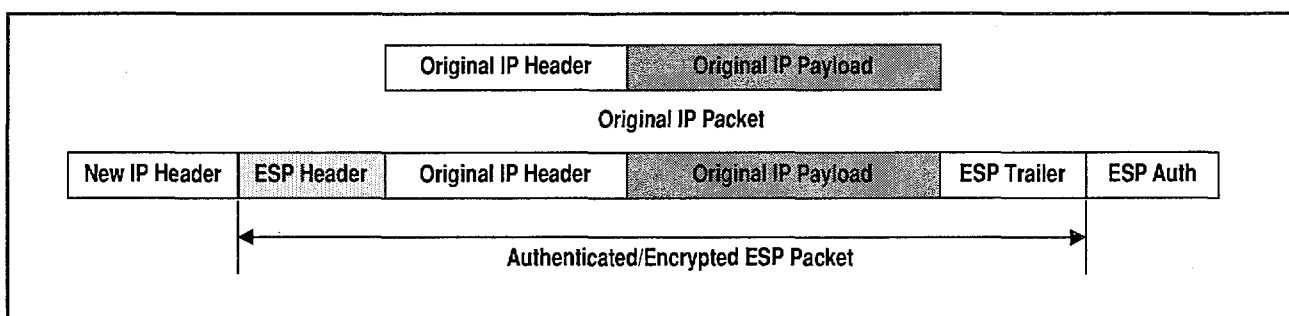 Original IP Header Original IP Payload
Original IP Packet
New IP Header ESP Header Original IP Header Original IP Payload ESP Trailer ESP Auth
Authenticated/Encrypted ESP Packet